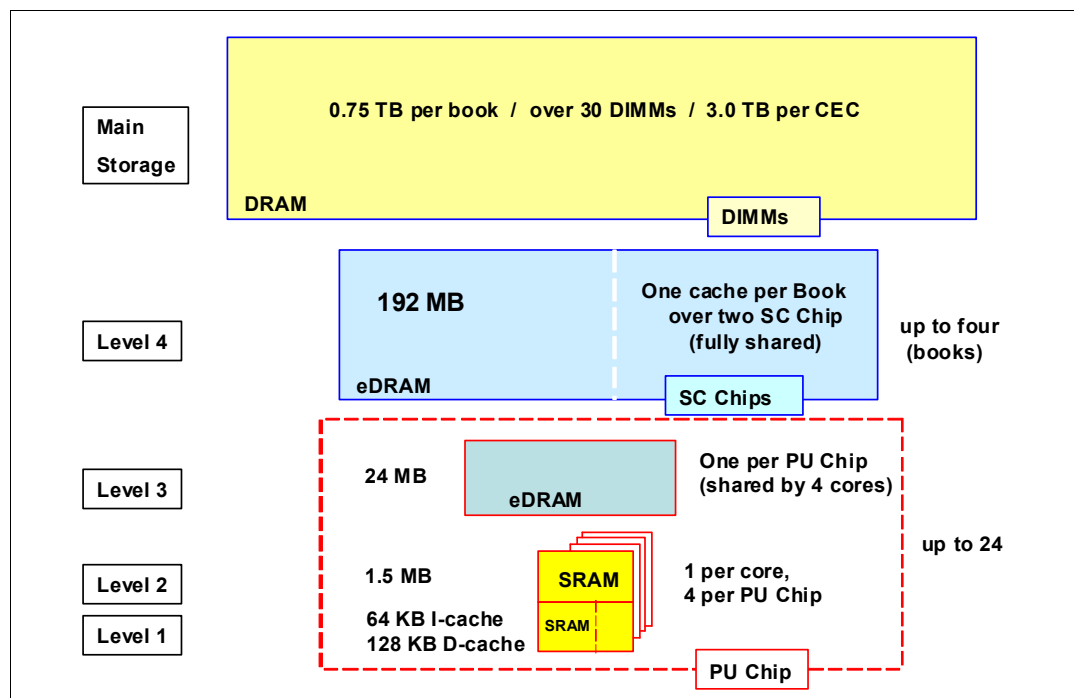 Main
Storage
0.75 TB per book / over 30 DIMMs / 3.0 TB per CEC
DRAM
DIMMs
Level 4
192 MB
One cache per Book
over two SC Chip
(fully shared)
eDRAM
SC Chips
up to four
(books)
Level 3
24 MB
eDRAM
One per PU Chip
(shared by 4 cores)
up to 24
Level 2
1.5 MB
SRAM
1 per core,
4 per PU Chip
Level 1
64 KB I-cache
128 KB D-cache
SRAM
PU Chip